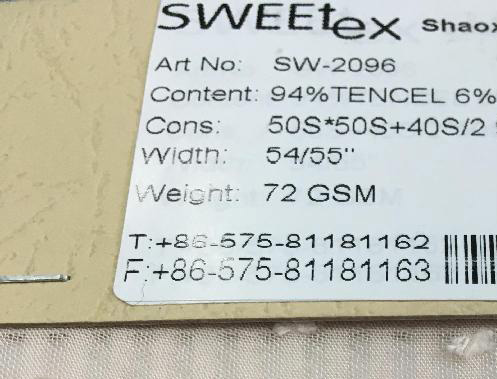 SWEEtex Shaox
Art No: SW-2096
Content: 94%TENCEL 6%
Cons: 50S*50S+40S/2
Width: 54/55"
Weight: 72 GSM
T:+86-575-81181162
F:+86-575-81181163